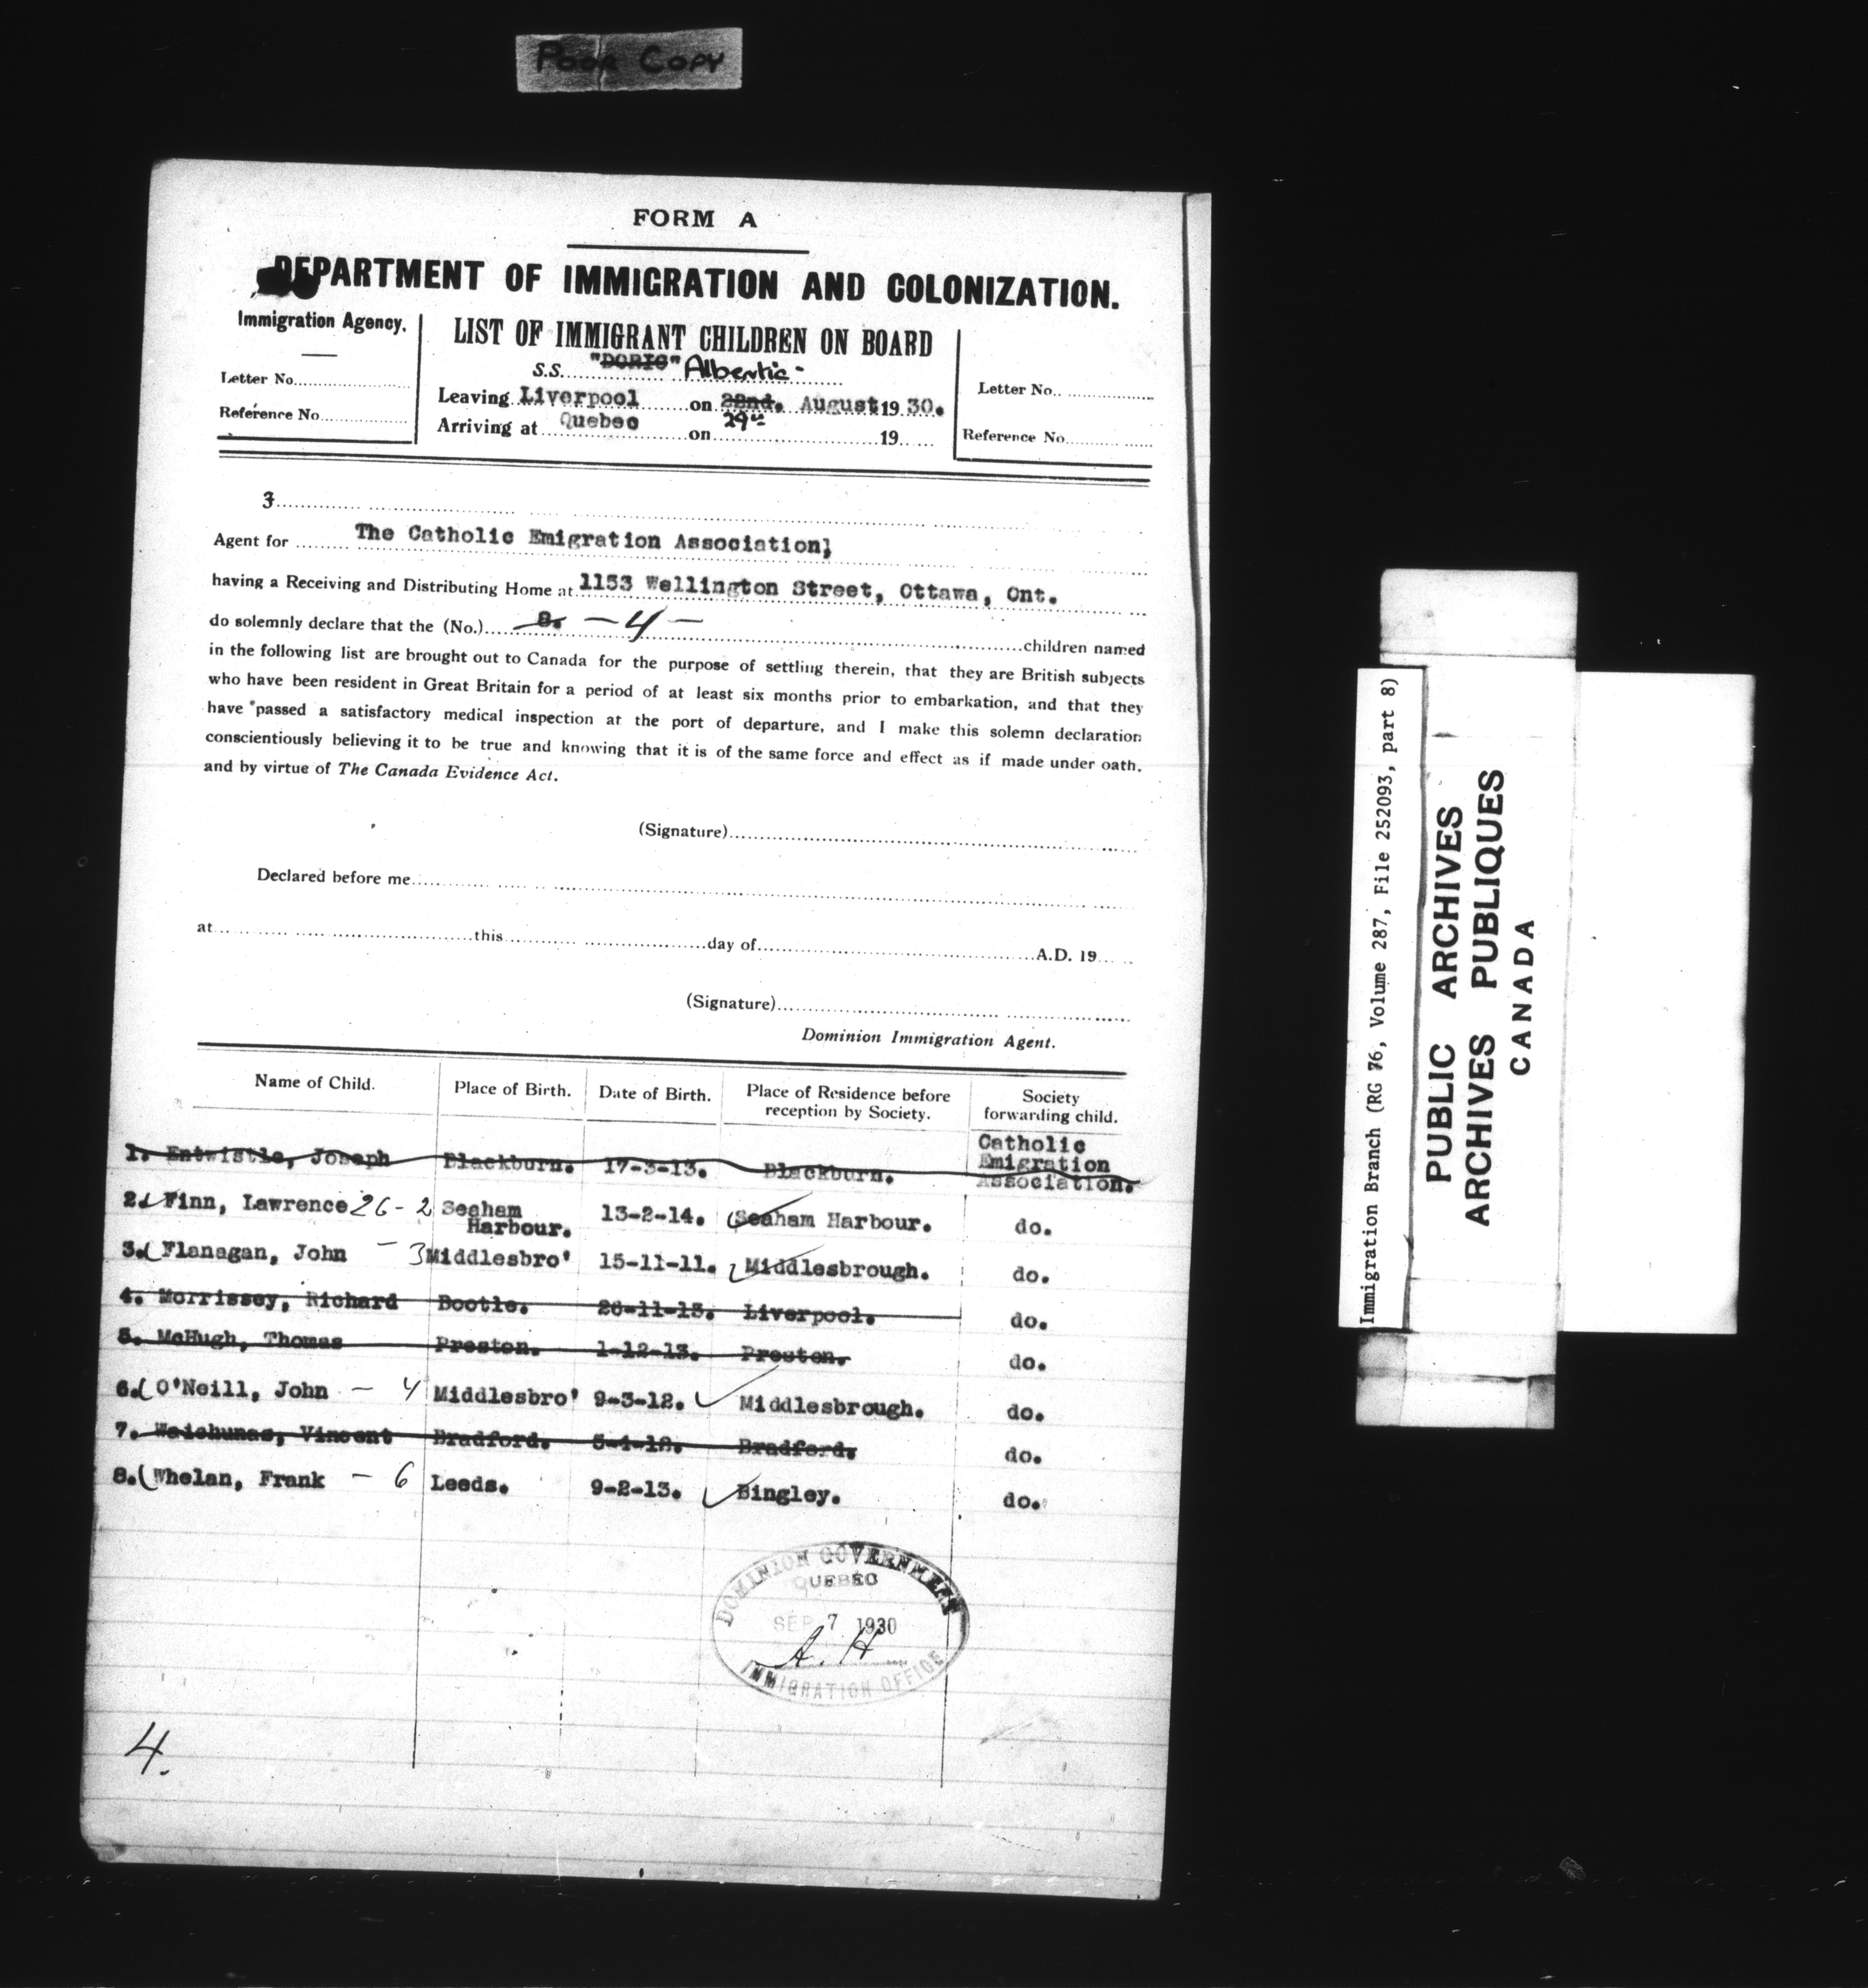 Poor Copy
FORM A
DEPARTMENT OF IMMIGRATION AND COLONIZATION.
Immigration Agency.
Letter No.
Reference No.
LIST OF IMMIGRANT CHILDREN ON BOARD
S.S. "DORIC" Albertic-
Leaving Liverpool on 22nd. August 19 30.
29th
Arriving at Quebec on 19
Letter No.
Reference No.
3
Agent for The Catholic Emigration Association,
having a Receiving and Distributing Home at 1153 Wellington Street, Ottawa, Ont.
do solemnly declare that the (No.) 8. - 4 - children named
in the following list are brought out to Canada for the purpose of settling therein, that they are British subjects
who have been resident in Great Britain for a period of at least six months prior to embarkation, and that they
have *passed a satisfactory medical inspection at the port of departure, and I make this solemn declaration
conscientiously believing it to be true and knowing that it is of the same force and effect as if made under oath,
and by virtue of The Canada Evidence Act.
(Signature)
Declared before me
at this day of A.D. 19
(Signature)
Dominion Immigration Agent.
Name of Child. Place of Birth. Date of Birth. Place of Residence before reception by Society. Society forwarding child.
1. Entwistle, Joseph Blackburn. 17-3-13. Blackburn. Catholic Emigration Association.
2. Finn, Lawrence 26-2 Seaham Harbour. 13-2-14. Seaham Harbour. do.
3. Flanagan, John - 3 Middlesbro' 15-11-11. Middlesbrough. do.
4. Morrissey, Richard Bootle. 26-11-13. Liverpool. do.
5. McHugh, Thomas Preston. 1-12-13. Preston. do.
6. O'Neill, John - 4 Middlesbro' 9-3-12. Middlesbrough. do.
7. Waichunas, Vincent Bradford. Bradford. do.
8. Whelan, Frank - 6 Leeds. 9-2-13. Bingley. do.
DOMINION GOVERNMENT
QUEBEC
SEP 7 1930
A. H
IMMIGRATION OFFICE
4.
Immigration Branch (RG 76, Volume 287, File 252093, part 8)
PUBLIC ARCHIVES
ARCHIVES PUBLIQUES
CANADA